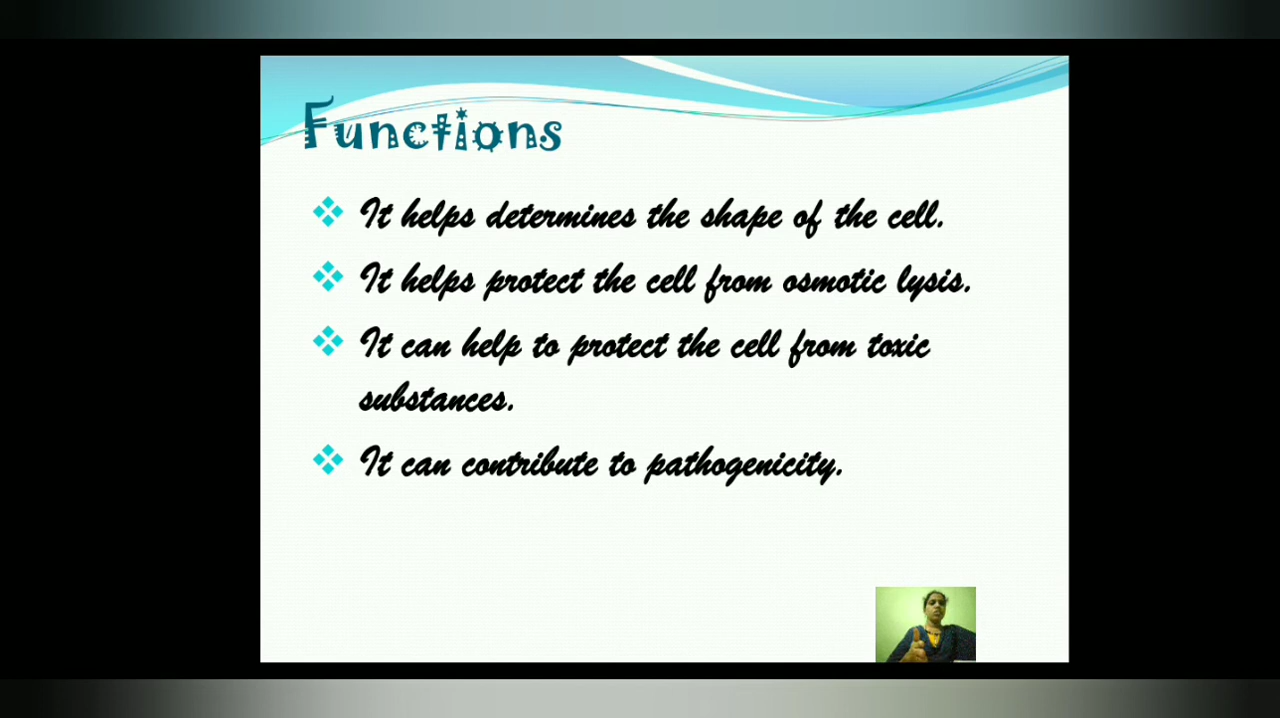 Functions
It helps determines the shape of the cell.
It helps protect the cell from osmotic lysis.
It can help to protect the cell from toxic
substances.
It can contribute to pathogenicity.